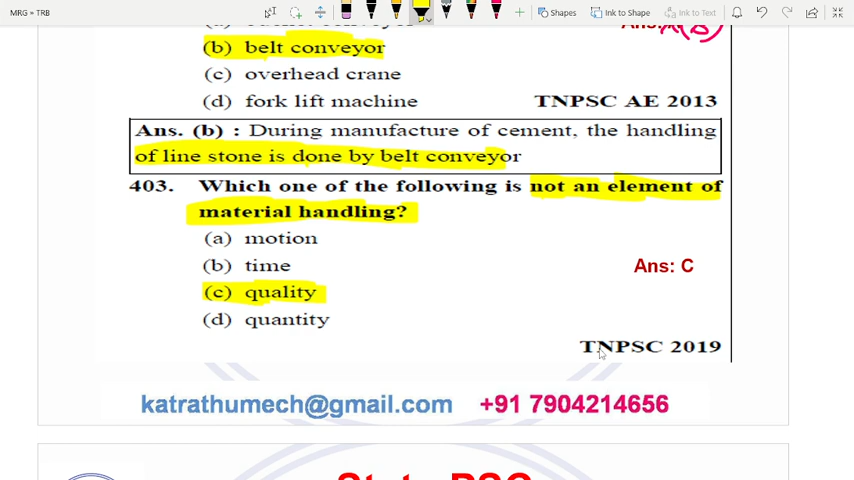 MRG = TRB
Shapes
Ink to Shape
Ink to Text
(b) belt conveyor
(c) overhead crane
(d) fork lift machine TNPSC AE 2013
Ans. (b) : During manufacture of cement, the handling
of line stone is done by belt conveyor
403. Which one of the following is not an element of
material handling?
(a) motion
(b) time
Ans: C
(c) quality
(d) quantity
TNPSC 2019
katrathumech@gmail.com +91 7904214656